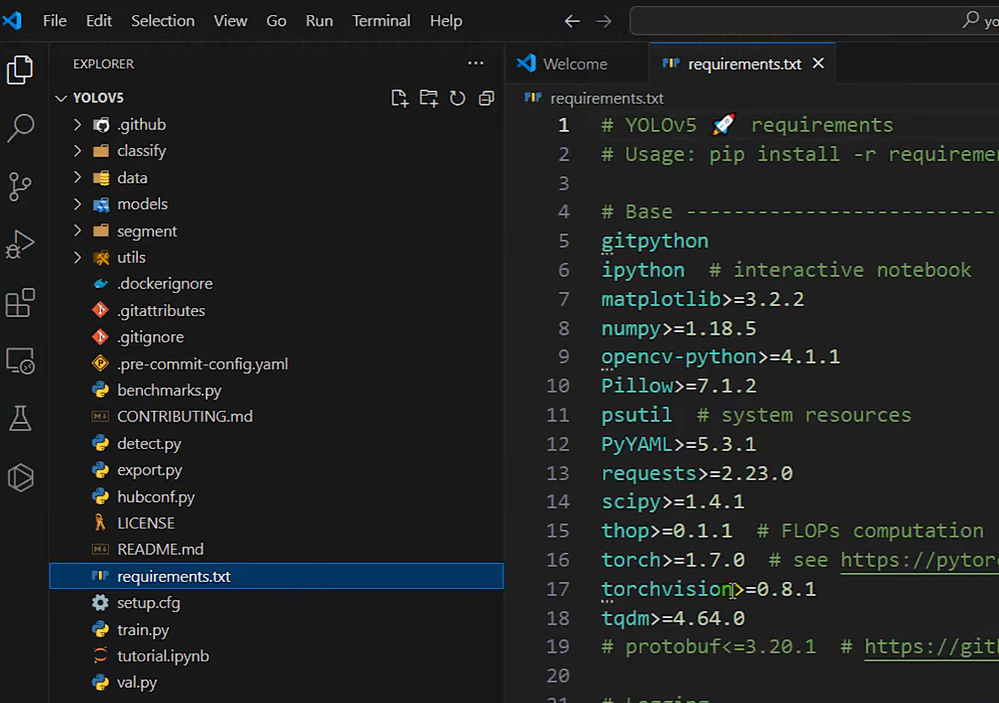 File Edit Selection View Go Run Terminal Help
EXPLORER
YOLOV5
.github
classify
data
models
segment
utils
.dockerignore
.gitattributes
.gitignore
.pre-commit-config.yaml
benchmarks.py
CONTRIBUTING.md
detect.py
export.py
hubconf.py
LICENSE
README.md
requirements.txt
setup.cfg
train.py
tutorial.ipynb
val.py
Welcome requirements.txt
requirements.txt
1 # YOLOv5 🚀 requirements
2 # Usage: pip install -r requireme
3
4 # Base --------------------------
5 gitpython
6 ipython # interactive notebook
7 matplotlib>=3.2.2
8 numpy>=1.18.5
9 opencv-python>=4.1.1
10 Pillow>=7.1.2
11 psutil # system resources
12 PyYAML>=5.3.1
13 requests>=2.23.0
14 scipy>=1.4.1
15 thop>=0.1.1 # FLOPs computation
16 torch>=1.7.0 # see https://pytor
17 torchvision>=0.8.1
18 tqdm>=4.64.0
19 # protobuf<=3.20.1 # https://gith
20
21 # Logging